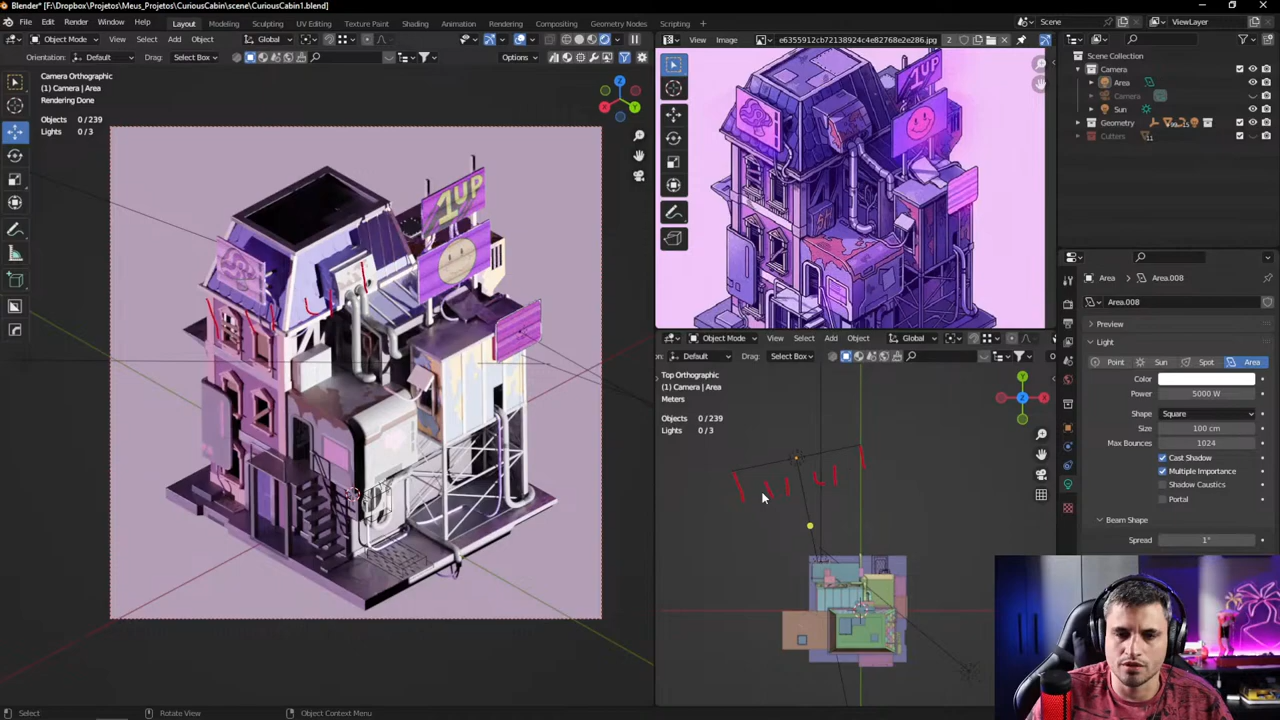 Blender* [F:\Dropbox\Projetos\Meus_Projetos\CuriousCabin\scene\CuriousCabin1.blend]
File Edit Render Window Help Layout Modeling Sculpting UV Editing Texture Paint Shading Animation Rendering Compositing Geometry Nodes Scripting Scene ViewLayer
Object Mode View Select Add Object Global
Orientation: Default Drag: Select Box Options
Camera Orthographic
(1) Camera | Area
Rendering Done
Objects 0/239
Lights 0/3
1UP
View Image e6355912cb72138924c4e82768e2e286.jpg 2
1UP
Object Mode View Select Add Object Global
Default Drag: Select Box
Top Orthographic
(1) Camera | Area
Meters
Objects 0/239
Lights 0/3
Scene Collection
Camera
Area
Camera
Sun
Geometry
Cutters
Area Area.008
Area.008
Preview
Light
Point Sun Spot Area
Color
Power 5000 W
Shape Square
Size 100 cm
Max Bounces 1024
Cast Shadow
Multiple Importance
Shadow Caustics
Portal
Beam Shape
Spread 1°
Select Rotate View Object Context Menu